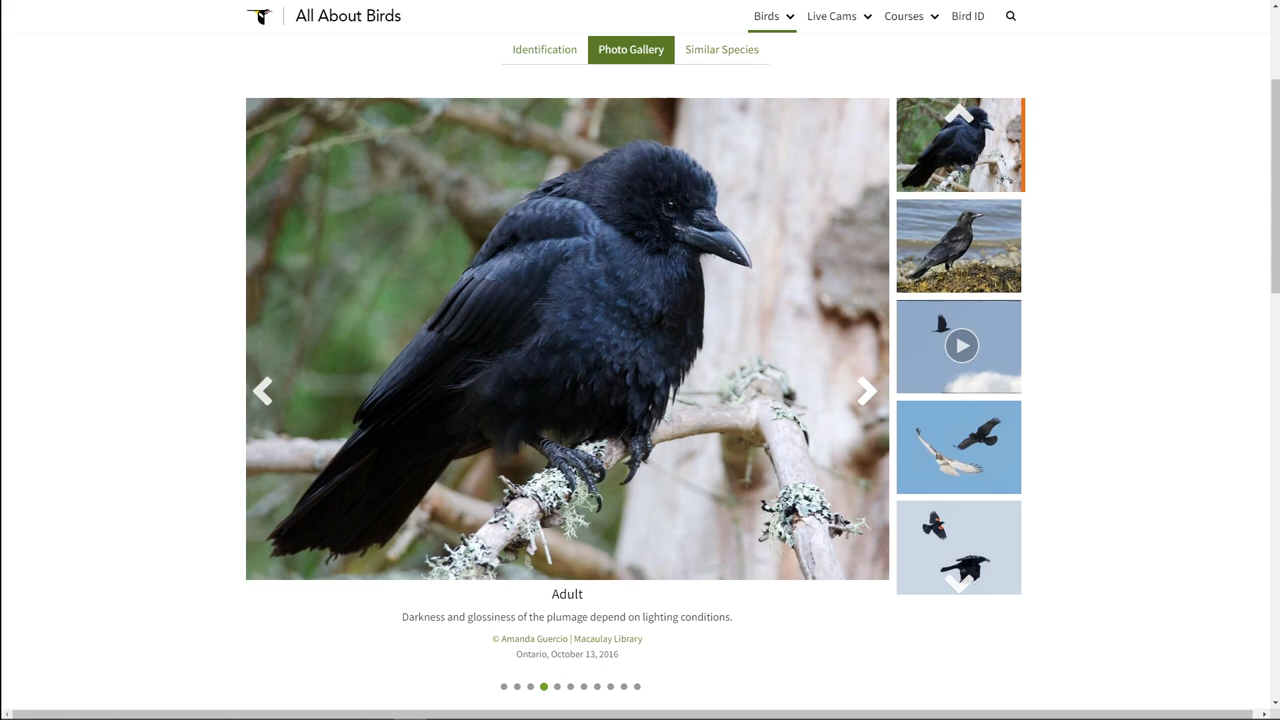 All About Birds
Birds
Live Cams
Courses
Bird ID
Identification
Photo Gallery
Similar Species
Adult
Darkness and glossiness of the plumage depend on lighting conditions.
© Amanda Guercio | Macaulay Library
Ontario, October 13, 2016